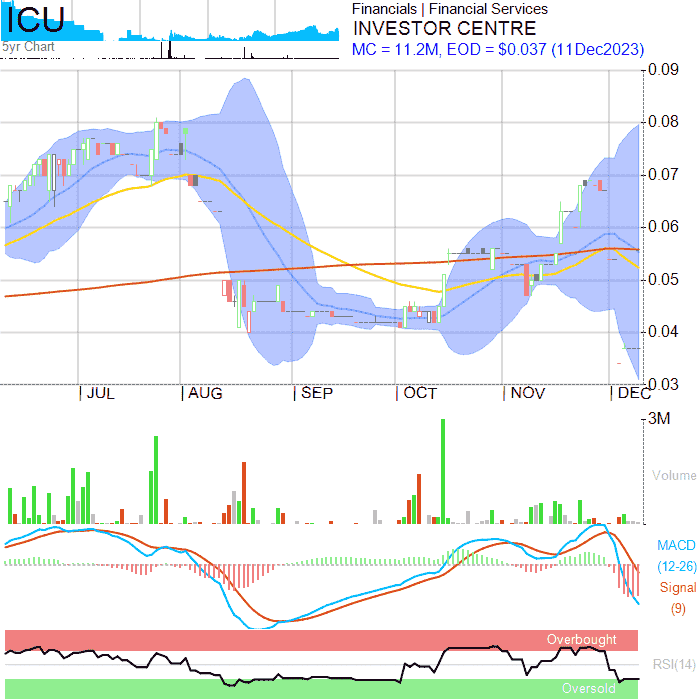 ICU
5yr Chart
Financials | Financial Services
INVESTOR CENTRE
MC = 11.2M, EOD = $0.037 (11Dec2023)
0.09
0.08
0.07
0.06
0.05
0.04
0.03
JUL
AUG
SEP
OCT
NOV
DEC
3M
Volume
MACD
(12-26)
Signal
(9)
Overbought
RSI(14)
Oversold